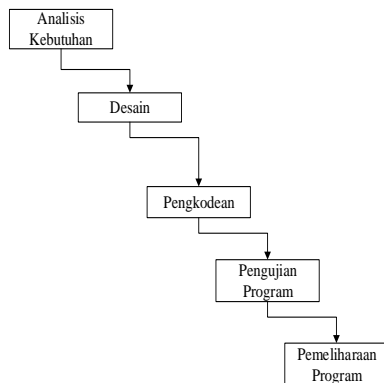 Analisis
Kebutuhan
Desain
Pengkodean
Pengujian
Program
Pemeliharaan
Program